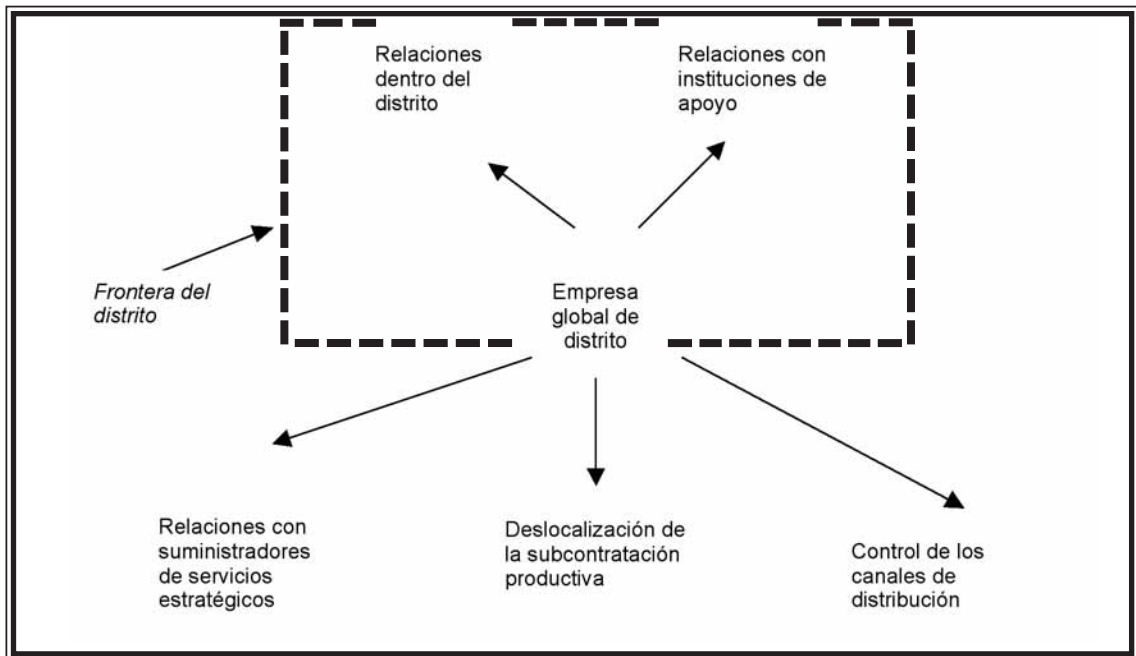 Relaciones
dentro del
distrito
Relaciones con
instituciones de
apoyo
Frontera del
distrito
Empresa
global de
distrito
Relaciones con
suministradores
de servicios
estratégicos
Deslocalización de
la subcontratación
productiva
Control de los
canales de
distribución